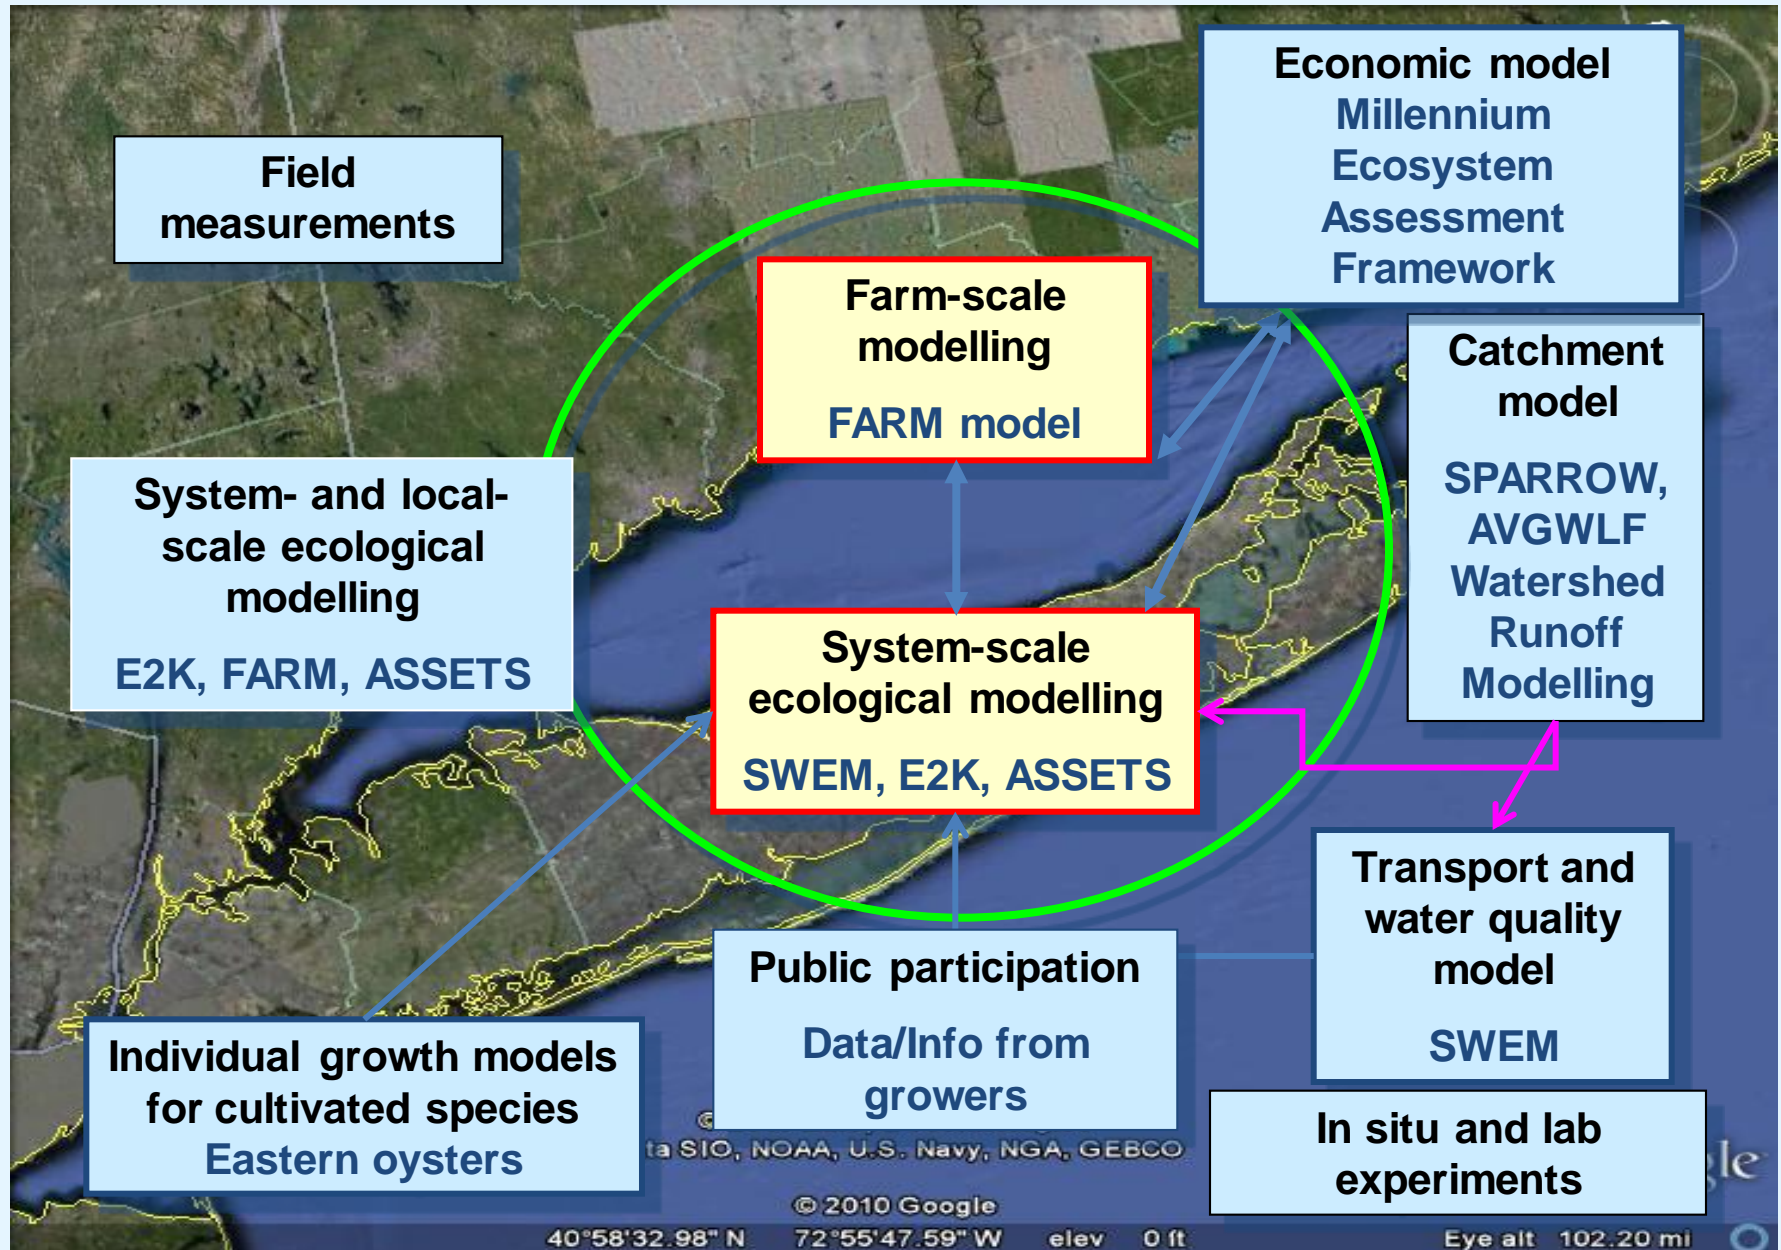 Economic model
Millennium
Ecosystem
Assessment
Framework
Field
measurements
Farm-scale
modelling
FARM model
Catchment
model
SPARROW,
AVGWLF
Watershed
Runoff
Modelling
System- and local-
scale ecological
modelling
E2K, FARM, ASSETS
System-scale
ecological modelling
SWEM, E2K, ASSETS
Transport and
water quality
model
SWEM
Public participation
Data/Info from
growers
Individual growth models
for cultivated species
Eastern oysters
In situ and lab
experiments
SIO, NOAA, U.S. Navy, NGA, GEBCO
© 2010 Google
40°58'32.98" N 72°55'47.59" W elev 0 ft Eye alt 102.20 mi